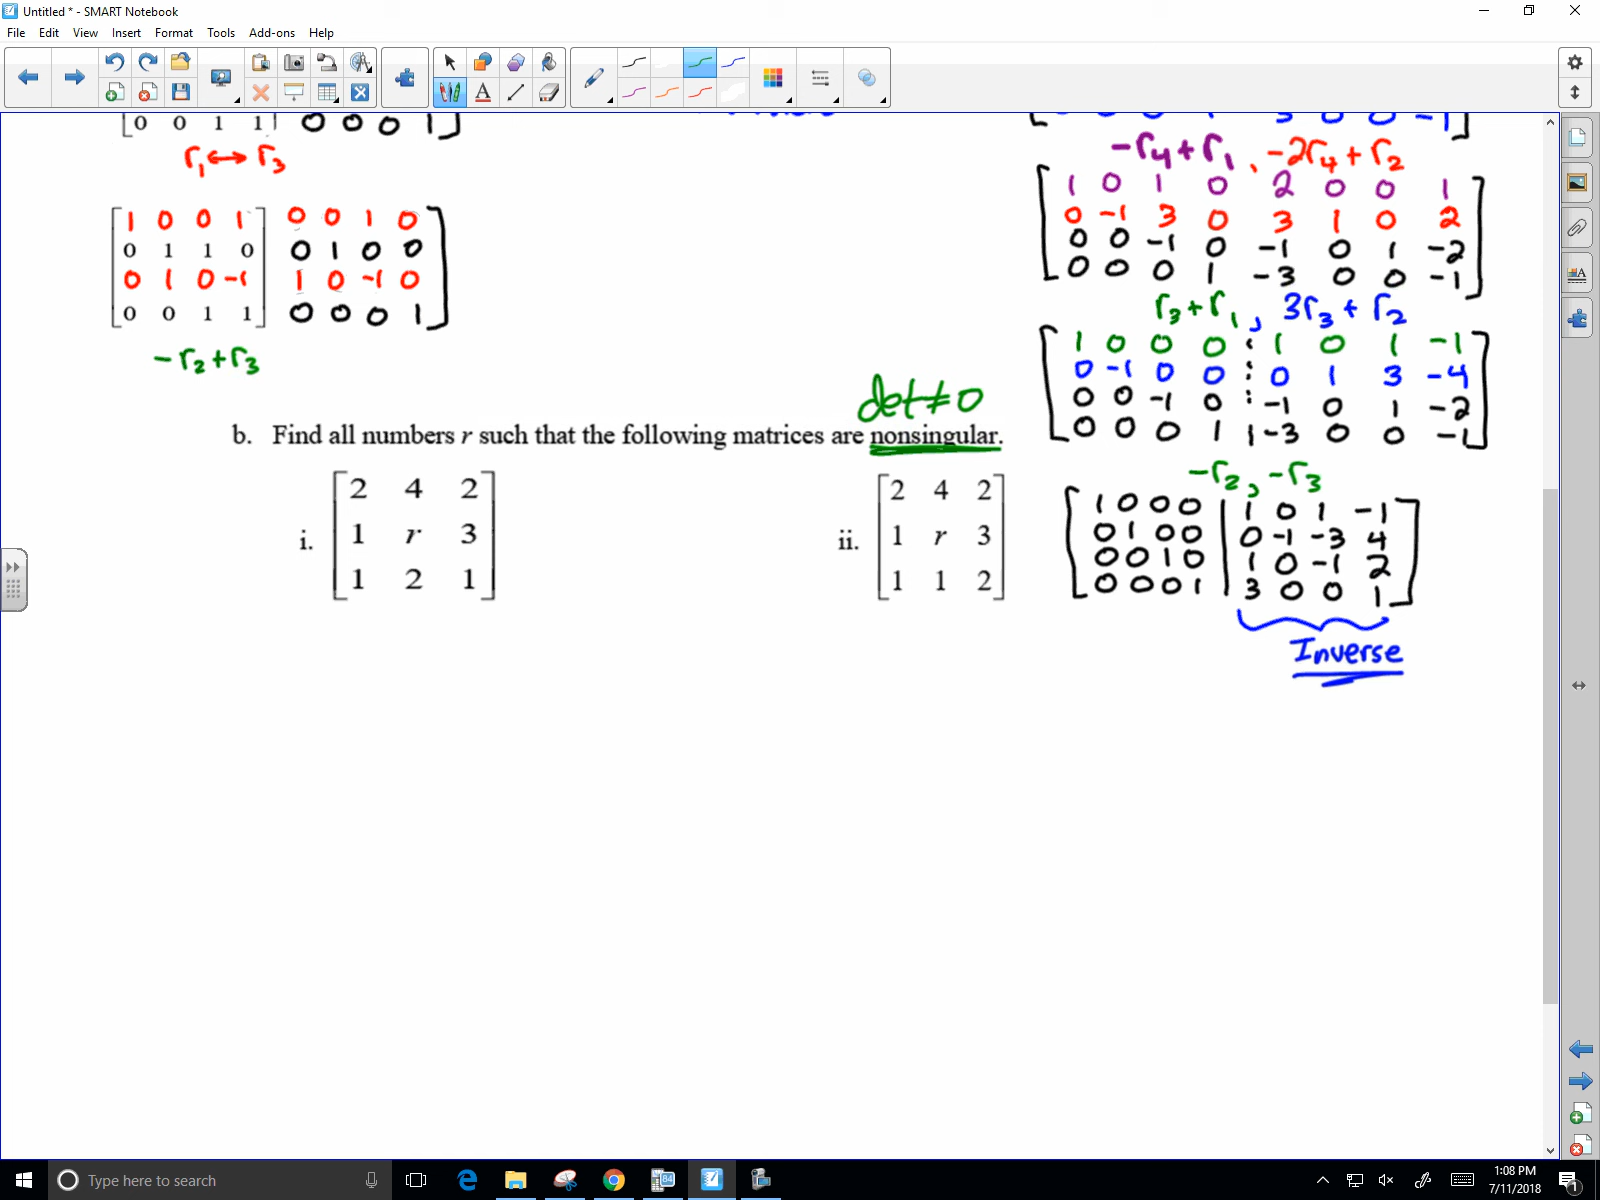 Untitled * - SMART Notebook
File Edit View Insert Format Tools Add-ons Help
0 0 1 1 0 0 0 1
r1 ↔ r3
1 0 0 1 0 0 1 0
0 1 1 0 0 1 0 0
0 1 0 -1 1 0 -1 0
0 0 1 1 0 0 0 1
-r2 + r3
det ≠ 0
b. Find all numbers r such that the following matrices are nonsingular.
i.
2 4 2
1 r 3
1 2 1
ii.
2 4 2
1 r 3
1 1 2
-r4 + r1, -2r4 + r2
1 0 1 0 2 0 0 1
0 -1 3 0 3 1 0 2
0 0 -1 0 -1 0 1 -2
0 0 0 1 -3 0 0 -1
r3 + r1, 3r3 + r2
1 0 0 0 1 0 1 -1
0 -1 0 0 0 1 3 -4
0 0 -1 0 -1 0 1 -2
0 0 0 1 -3 0 0 -1
-r2, -r3
1 0 0 0 | 1 0 1 -1
0 1 0 0 | 0 -1 -3 4
0 0 1 0 | 1 0 -1 2
0 0 0 1 | 3 0 0 1
Inverse
Type here to search
1:08 PM
7/11/2018